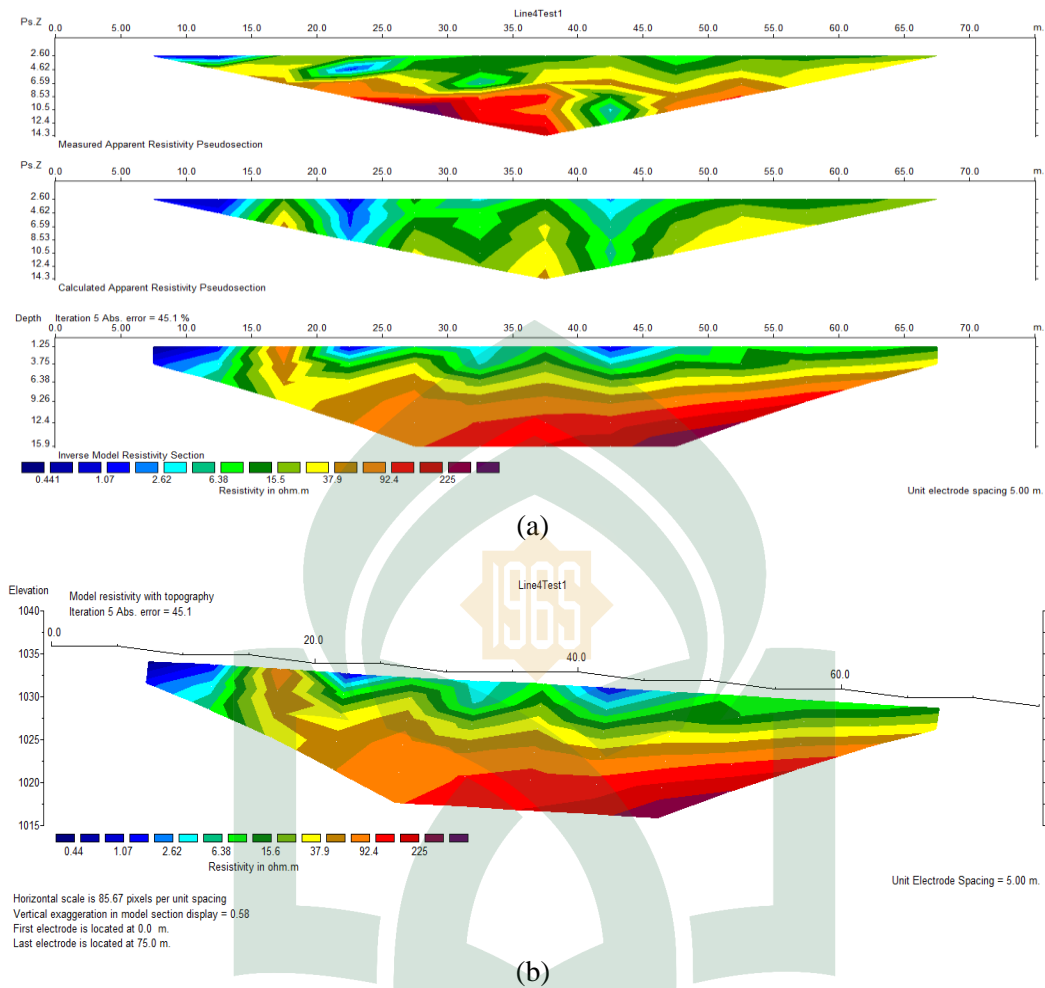 Line4Test1
Ps.Z 0.0 5.00 10.0 15.0 20.0 25.0 30.0 35.0 40.0 45.0 50.0 55.0 60.0 65.0 70.0 m.
2.60
4.62
6.59
8.53
10.5
12.4
14.3
Measured Apparent Resistivity Pseudosection
Ps.Z 0.0 5.00 10.0 15.0 20.0 25.0 30.0 35.0 40.0 45.0 50.0 55.0 60.0 65.0 70.0 m.
2.60
4.62
6.59
8.53
10.5
12.4
14.3
Calculated Apparent Resistivity Pseudosection
Depth Iteration 5 Abs. error = 45.1 %
0.0 5.00 10.0 15.0 20.0 25.0 30.0 35.0 40.0 45.0 50.0 55.0 60.0 65.0 70.0 m.
1.25
3.75
6.38
9.26
12.4
15.9
Inverse Model Resistivity Section
0.441 1.07 2.62 6.38 15.5 37.9 92.4 225
Resistivity in ohm.m
Unit electrode spacing 5.00 m.
(a)
Line4Test1
Elevation
Model resistivity with topography
Iteration 5 Abs. error = 45.1
1040
1035
1030
1025
1020
1015
0.0
20.0
40.0
60.0
1965
0.44 1.07 2.62 6.38 15.6 37.9 92.4 225
Resistivity in ohm.m
Unit Electrode Spacing = 5.00 m.
Horizontal scale is 85.67 pixels per unit spacing
Vertical exaggeration in model section display = 0.58
First electrode is located at 0.0 m.
Last electrode is located at 75.0 m.
(b)